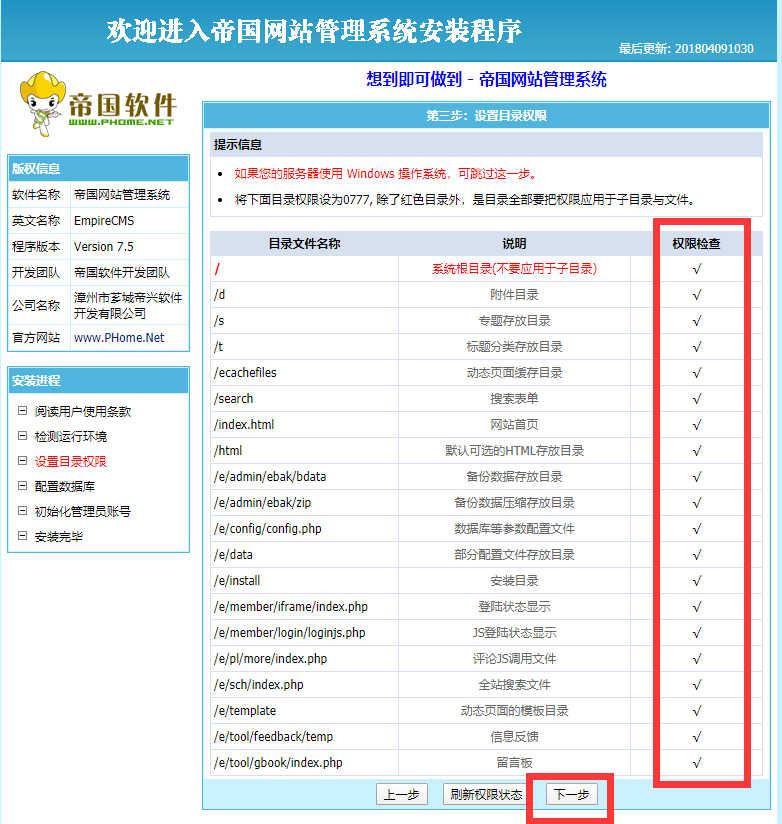 欢迎进入帝国网站管理系统安装程序
最后更新: 201804091030
帝国软件
WWW.PHOME.NET
想到即可做到 - 帝国网站管理系统
版权信息
软件名称 帝国网站管理系统
英文名称 EmpireCMS
程序版本 Version 7.5
开发团队 帝国软件开发团队
公司名称 漳州市芗城帝兴软件
开发有限公司
官方网站 www.PHome.Net
安装进程
阅读用户使用条款
检测运行环境
设置目录权限
配置数据库
初始化管理员账号
安装完毕
第三步：设置目录权限
提示信息
• 如果您的服务器使用 Windows 操作系统，可跳过这一步。
• 将下面目录权限设为0777, 除了红色目录外，是目录全部要把权限应用于子目录与文件。
目录文件名称 说明 权限检查
/ 系统根目录(不要应用于子目录) √
/d 附件目录 √
/s 专题存放目录 √
/t 标题分类存放目录 √
/ecachefiles 动态页面缓存目录 √
/search 搜索表单 √
/index.html 网站首页 √
/html 默认可选的HTML存放目录 √
/e/admin/ebak/bdata 备份数据存放目录 √
/e/admin/ebak/zip 备份数据压缩存放目录 √
/e/config/config.php 数据库等参数配置文件 √
/e/data 部分配置文件存放目录 √
/e/install 安装目录 √
/e/member/iframe/index.php 登陆状态显示 √
/e/member/login/loginjs.php JS登陆状态显示 √
/e/pl/more/index.php 评论JS调用文件 √
/e/sch/index.php 全站搜索文件 √
/e/template 动态页面的模板目录 √
/e/tool/feedback/temp 信息反馈 √
/e/tool/gbook/index.php 留言板 √
上一步 刷新权限状态 下一步